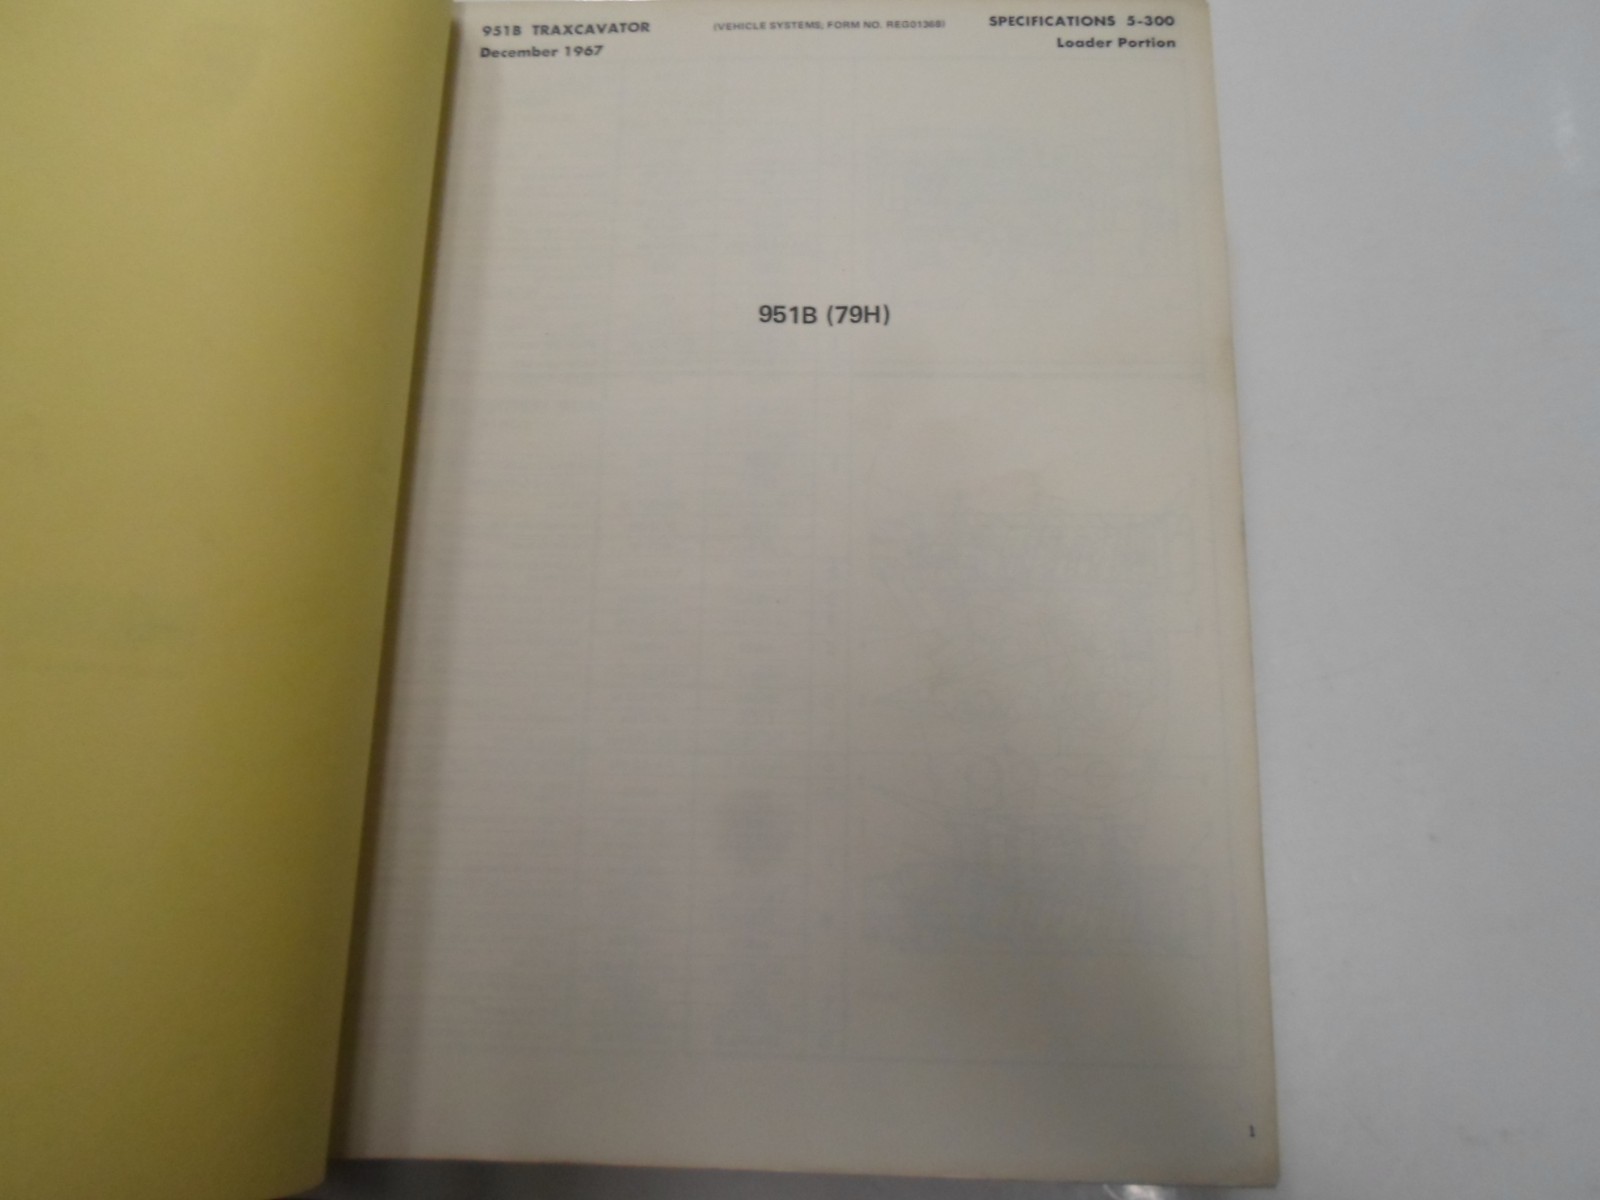 951B TRAXCAVATOR (VEHICLE SYSTEMS; FORM NO. REG01368) SPECIFICATIONS 5-300
December 1967 Loader Portion
951B (79H)
1